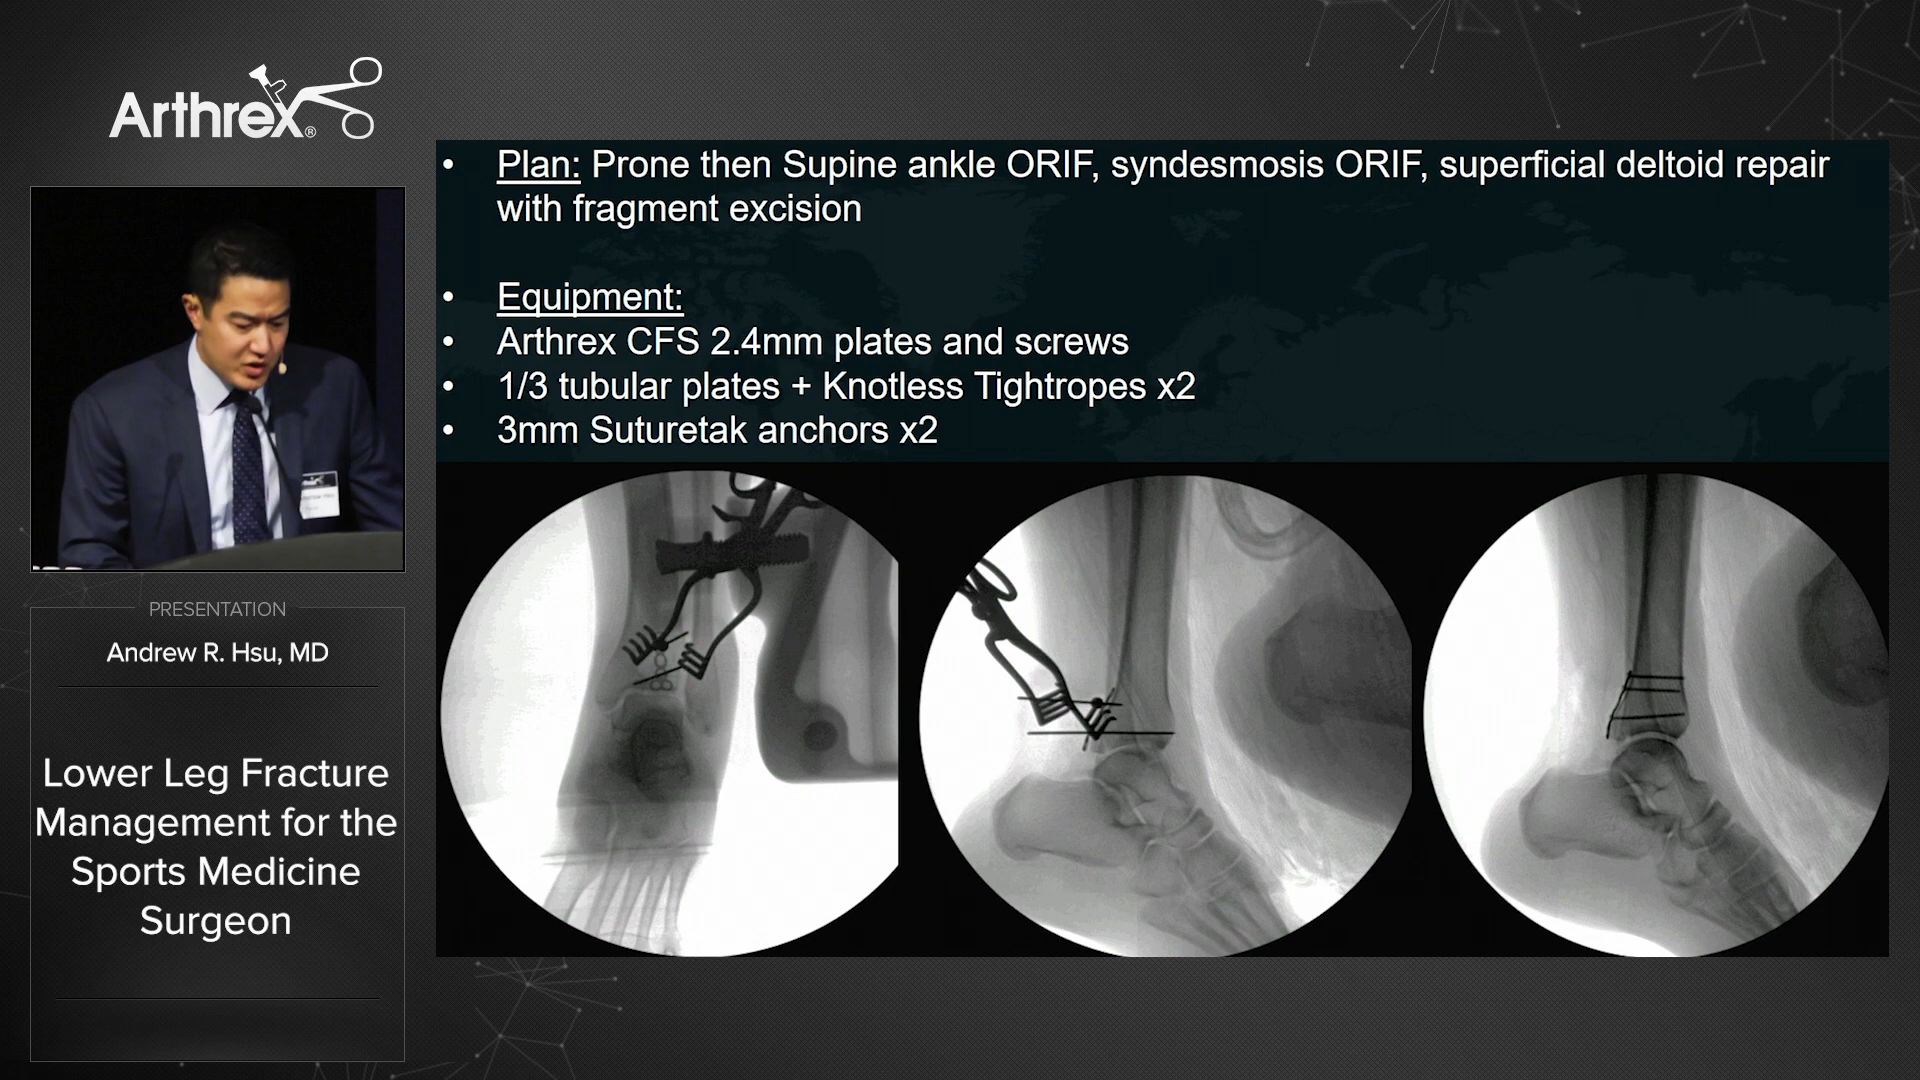 Arthrex®
• Plan: Prone then Supine ankle ORIF, syndesmosis ORIF, superficial deltoid repair
with fragment excision
• Equipment:
• Arthrex CFS 2.4mm plates and screws
• 1/3 tubular plates + Knotless Tightropes x2
• 3mm Suturetak anchors x2
PRESENTATION
Andrew R. Hsu, MD
Lower Leg Fracture
Management for the
Sports Medicine
Surgeon